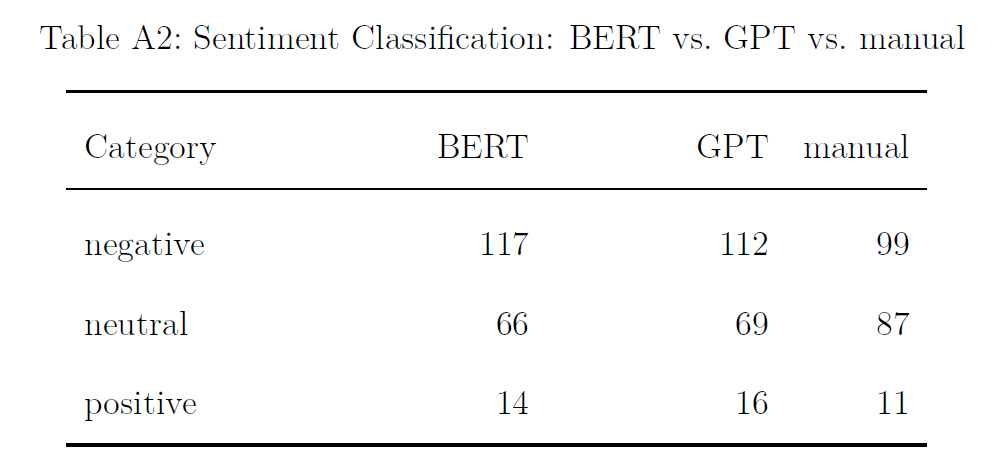 Table A2: Sentiment Classification: BERT vs. GPT vs. manual
Category BERT GPT manual
negative 117 112 99
neutral 66 69 87
positive 14 16 11